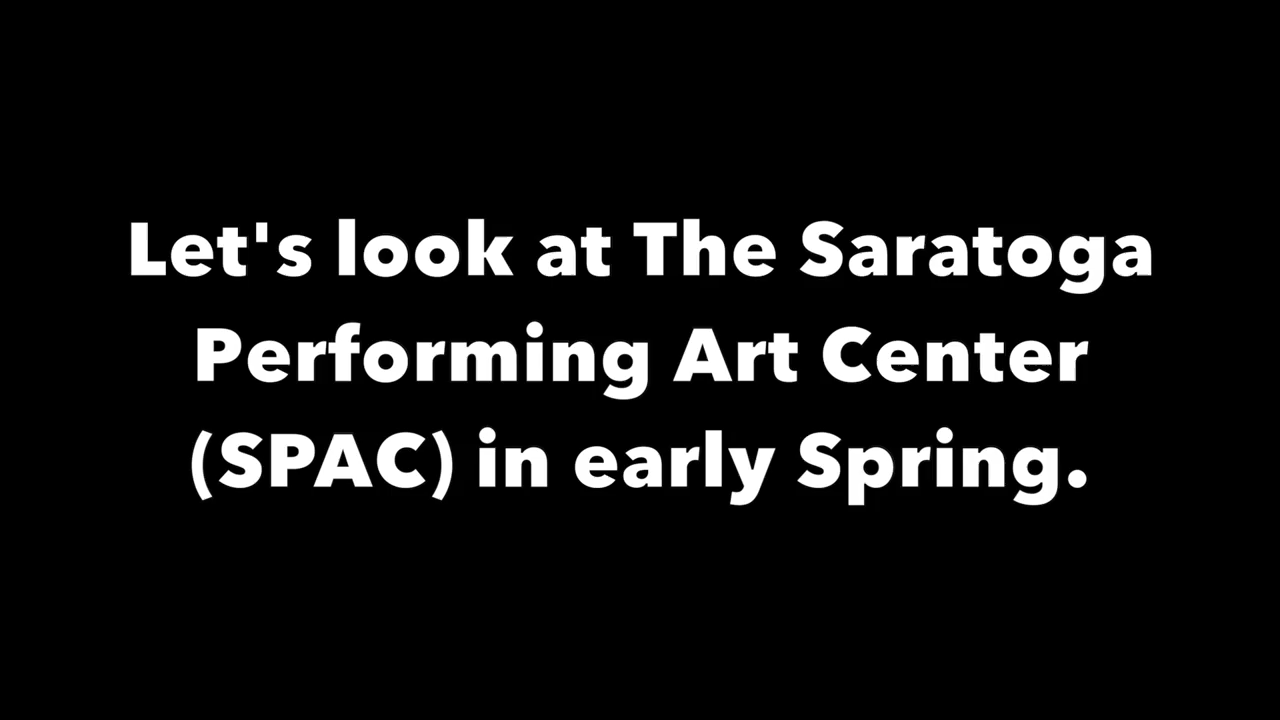 Let's look at The Saratoga
Performing Art Center
(SPAC) in early Spring.